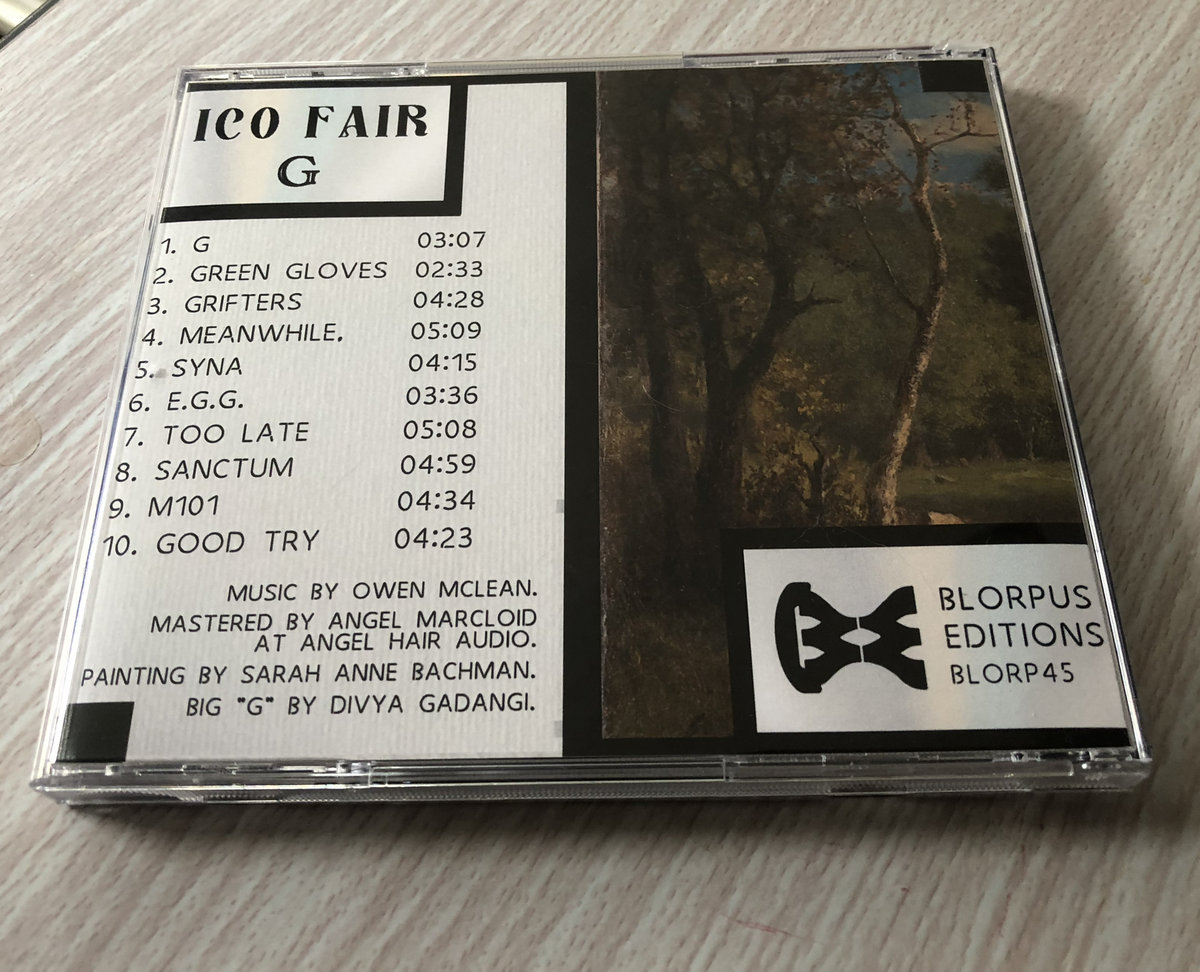 ICO FAIR
G
1. G 03:07
2. GREEN GLOVES 02:33
3. GRIFTERS 04:28
4. MEANWHILE. 05:09
5. SYNA 04:15
6. E.G.G. 03:36
7. TOO LATE 05:08
8. SANCTUM 04:59
9. M101 04:34
10. GOOD TRY 04:23
MUSIC BY OWEN MCLEAN.
MASTERED BY ANGEL MARCLOID
AT ANGEL HAIR AUDIO.
PAINTING BY SARAH ANNE BACHMAN.
BIG "G" BY DIVYA GADANGI.
BLORPUS
EDITIONS
BLORP45